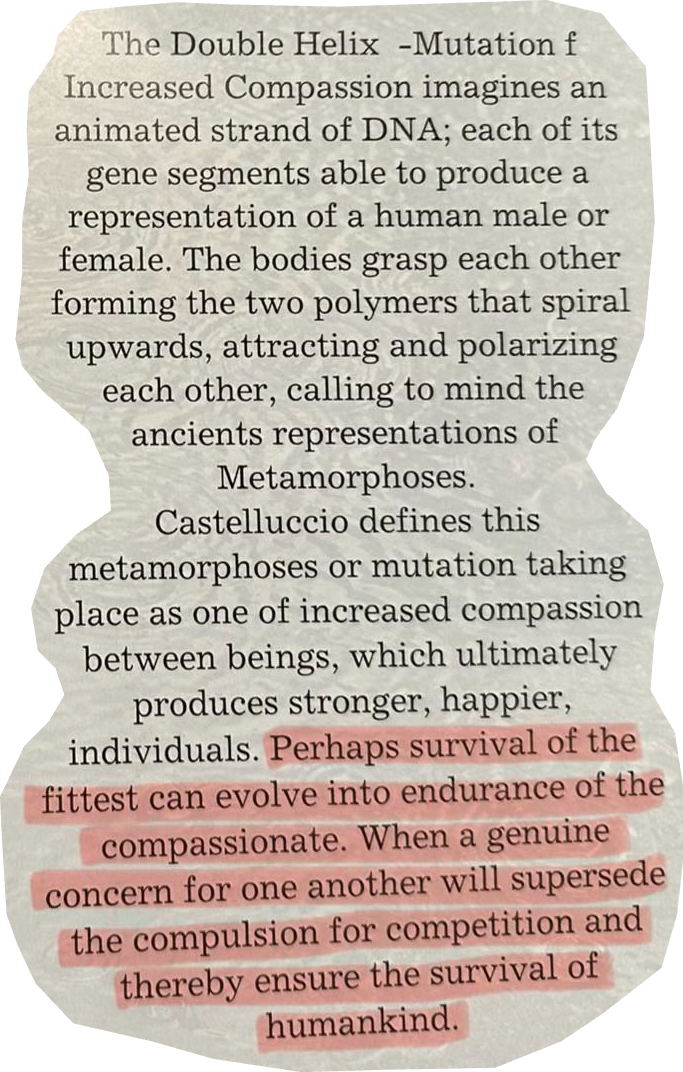 The Double Helix -Mutation f
Increased Compassion imagines an
animated strand of DNA; each of its
gene segments able to produce a
representation of a human male or
female. The bodies grasp each other
forming the two polymers that spiral
upwards, attracting and polarizing
each other, calling to mind the
ancients representations of
Metamorphoses.
Castelluccio defines this
metamorphoses or mutation taking
place as one of increased compassion
between beings, which ultimately
produces stronger, happier,
individuals. Perhaps survival of the
fittest can evolve into endurance of the
compassionate. When a genuine
concern for one another will supersede
the compulsion for competition and
thereby ensure the survival of
humankind.